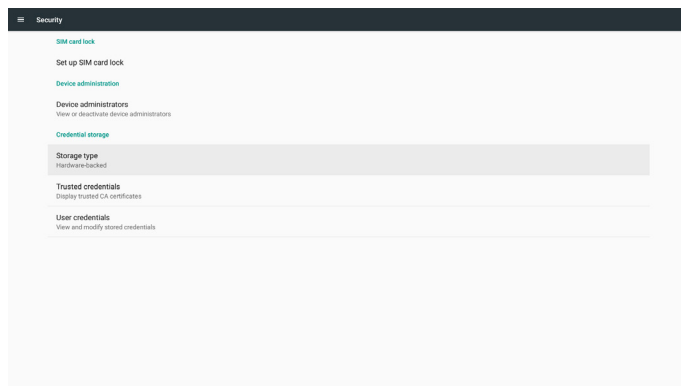 Security
SIM card lock
Set up SIM card lock
Device administration
Device administrators
View or deactivate device administrators
Credential storage
Storage type
Hardware-backed
Trusted credentials
Display trusted CA certificates
User credentials
View and modify stored credentials